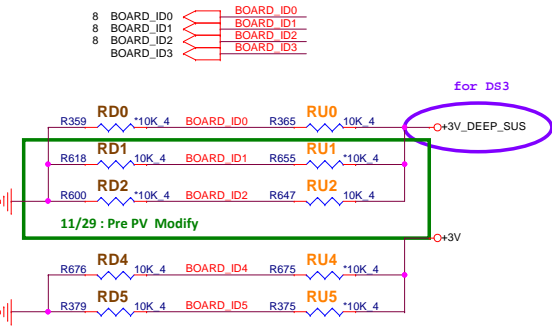 8 BOARD_ID0 BOARD_ID0
8 BOARD_ID1 BOARD_ID1
8 BOARD_ID2 BOARD_ID2
BOARD_ID3 BOARD_ID3
for DS3
RD0 RU0
R359 *10K_4 BOARD_ID0 R365 10K_4 +3V_DEEP_SUS
RD1 RU1
R618 10K_4 BOARD_ID1 R655 *10K_4
RD2 RU2
R600 *10K_4 BOARD_ID2 R647 10K_4
11/29 : Pre PV Modify
+3V
RD4 RU4
R676 10K_4 BOARD_ID4 R675 *10K_4
RD5 RU5
R379 10K_4 BOARD_ID5 R375 *10K_4